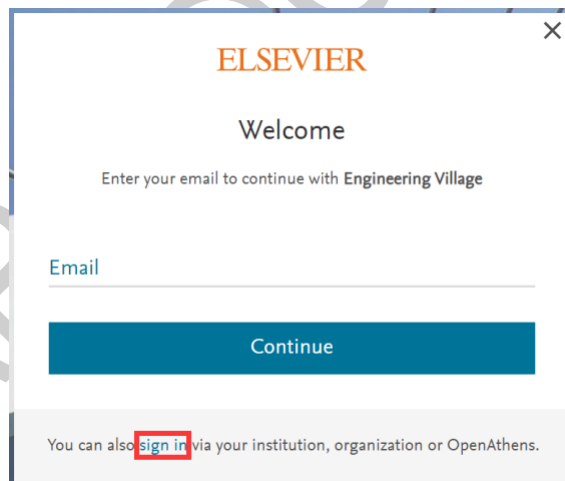 ELSEVIER
Welcome
Enter your email to continue with Engineering Village
Email
Continue
You can also sign in via your institution, organization or OpenAthens.